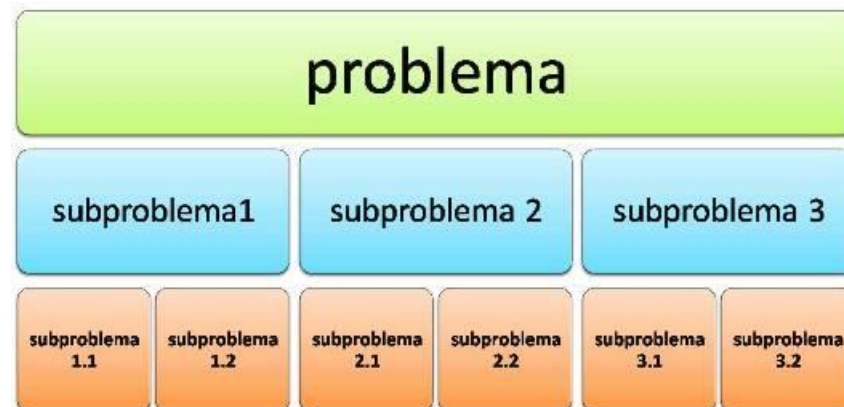 problema
subproblema1
subproblema 2
subproblema 3
subproblema
1.1
subproblema
1.2
subproblema
2.1
subproblema
2.2
subproblema
3.1
subproblema
3.2